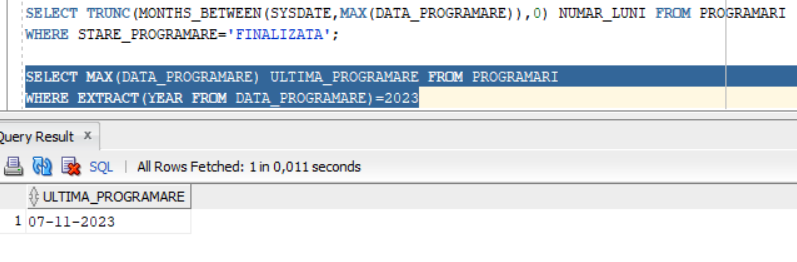 SELECT TRUNC(MONTHS_BETWEEN(SYSDATE,MAX(DATA_PROGRAMARE)),0) NUMAR_LUNI FROM PROGRAMARI
WHERE STARE_PROGRAMARE='FINALIZATA';
SELECT MAX(DATA_PROGRAMARE) ULTIMA_PROGRAMARE FROM PROGRAMARI
WHERE EXTRACT(YEAR FROM DATA_PROGRAMARE)=2023
Query Result x
SQL | All Rows Fetched: 1 in 0,011 seconds
ULTIMA_PROGRAMARE
1 07-11-2023